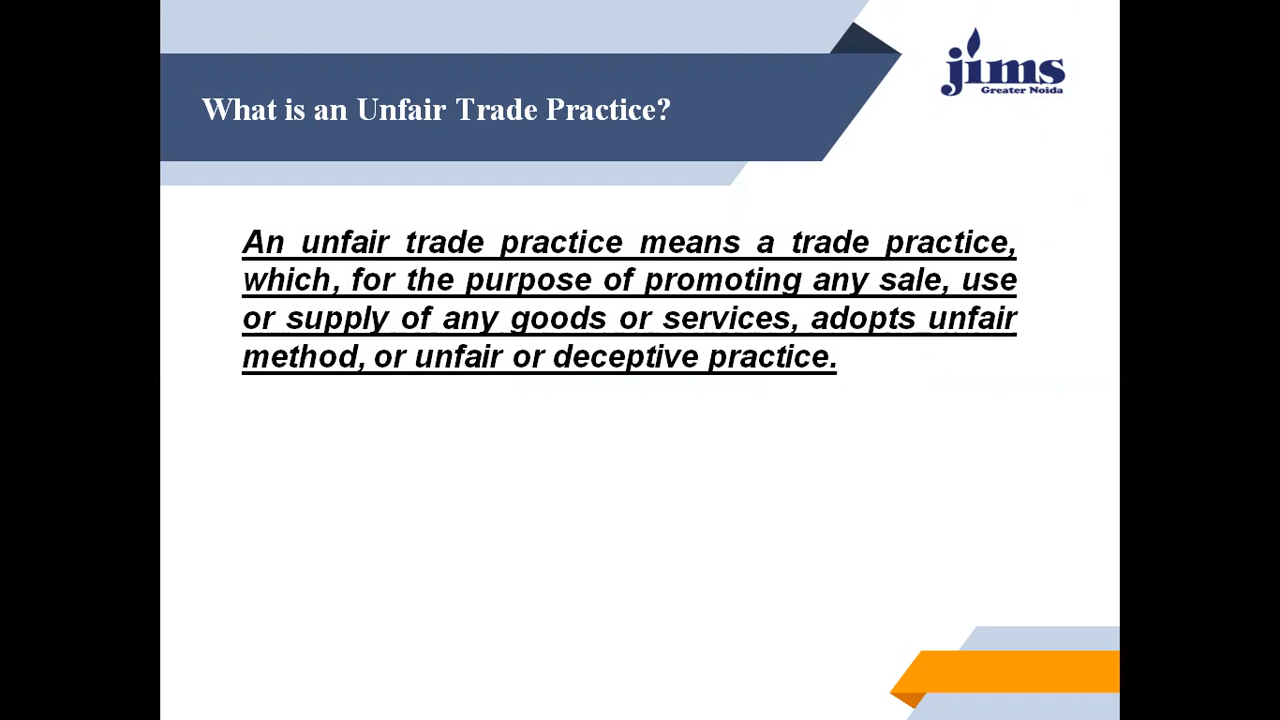 jims
Greater Noida
What is an Unfair Trade Practice?
An unfair trade practice means a trade practice,
which, for the purpose of promoting any sale, use
or supply of any goods or services, adopts unfair
method, or unfair or deceptive practice.